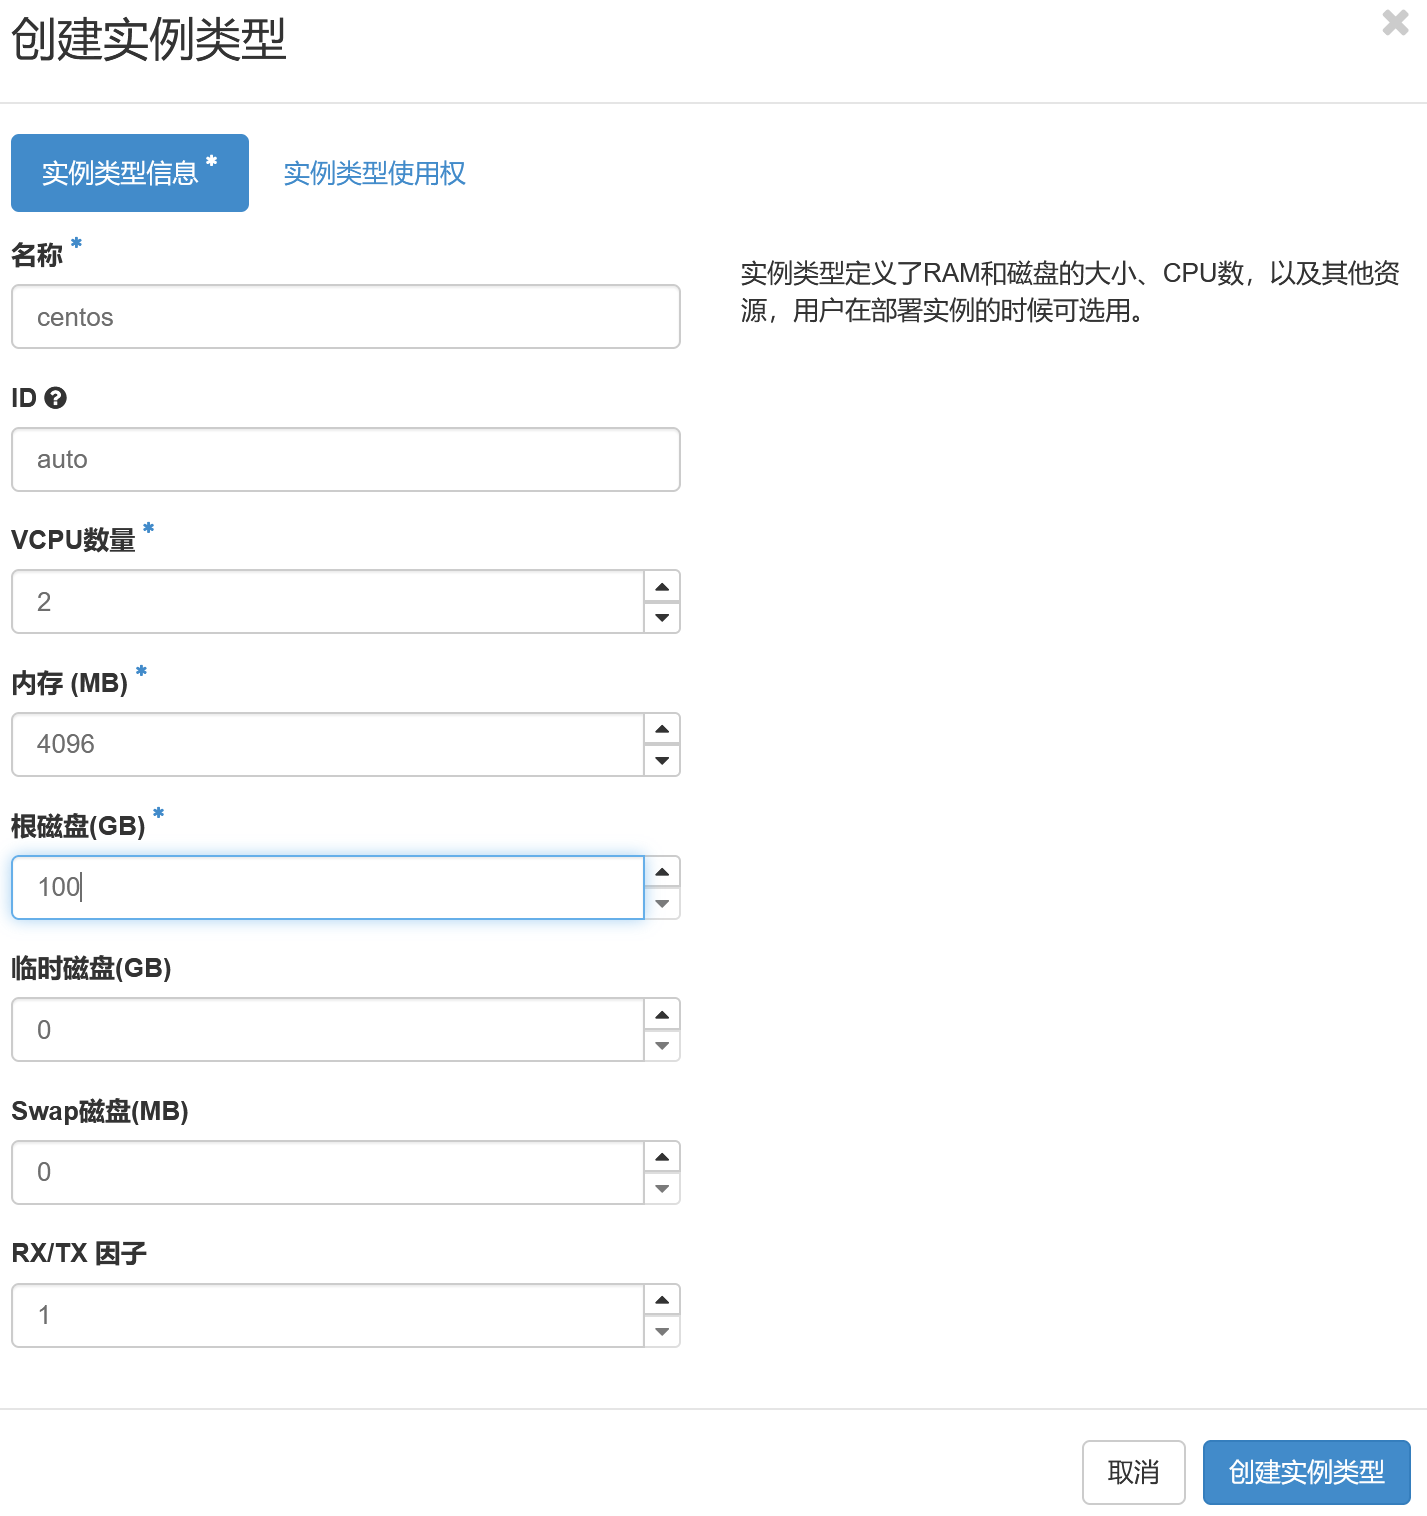 创建实例类型
实例类型信息 *
实例类型使用权
名称 *
centos
实例类型定义了RAM和磁盘的大小、CPU数，以及其他资
源，用户在部署实例的时候可选用。
ID
auto
VCPU数量 *
2
内存 (MB) *
4096
根磁盘(GB) *
100
临时磁盘(GB)
0
Swap磁盘(MB)
0
RX/TX 因子
1
取消
创建实例类型